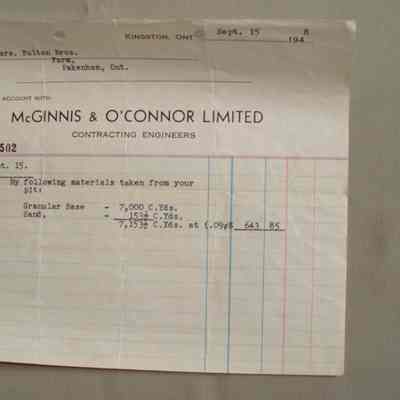 KINGSTON, ONT. Sept. 15 194 8
Fulton Bros.
Farm,
Pakenham, Ont.
ACCOUNT WITH
McGINNIS & O'CONNOR LIMITED
CONTRACTING ENGINEERS
502
15.
By following materials taken from your
pit:
Granular Base - 7,000 C.Yds.
Sand, - 153½ C.Yds.
7,153½ C.Yds. at (.09¢ 643 85